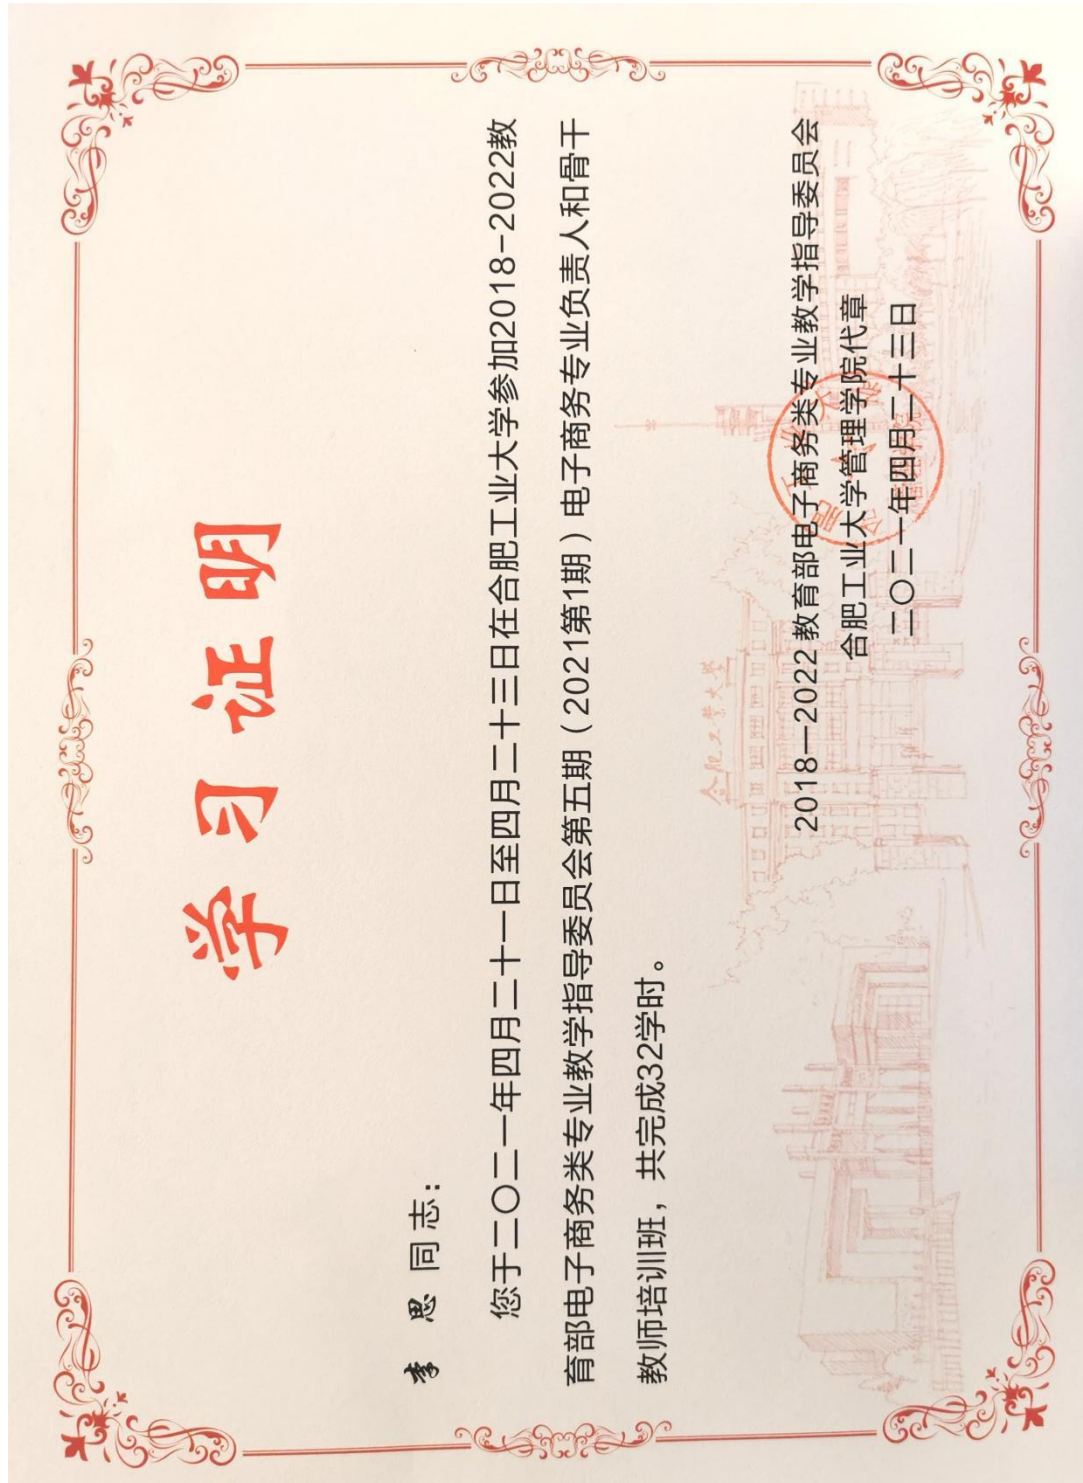 学习证明
李思同志：
您于二〇二一年四月二十一日至四月二十三日在合肥工业大学参加2018-2022教
育部电子商务类专业教学指导委员会第五期（2021第1期）电子商务专业负责人和骨干
教师培训班，共完成32学时。
合肥工业大学
2018—2022教育部电子商务类专业教学指导委员会
合肥工业大学管理学院代章
二〇二一年四月二十三日